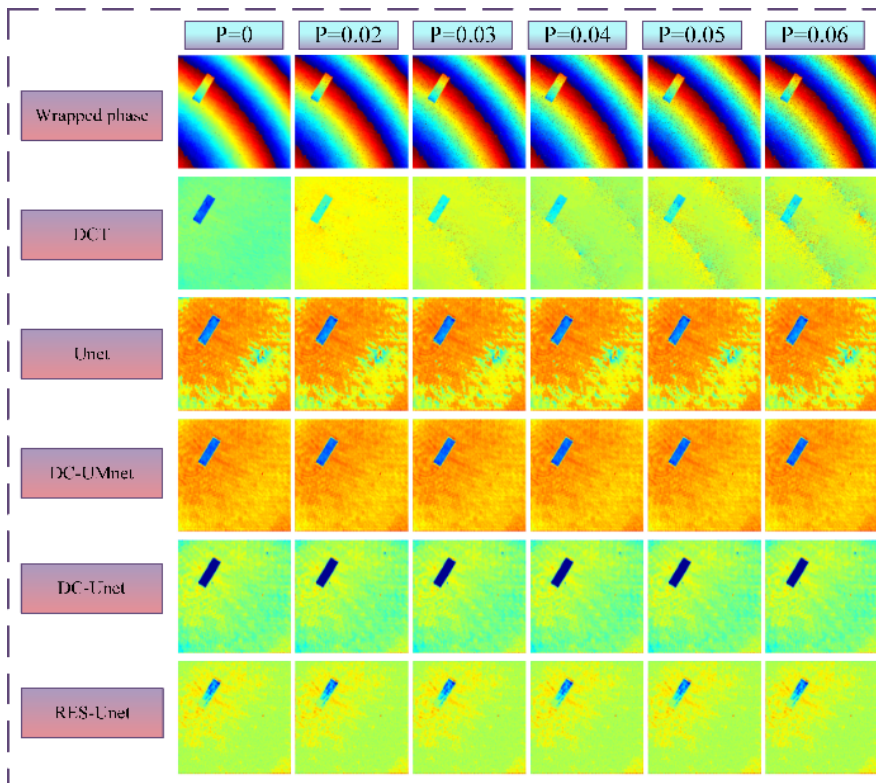 P=0 P=0.02 P=0.03 P=0.04 P=0.05 P=0.06
Wrapped phase
DCT
Unet
DC-UMnet
DC-Unet
RES-Unet